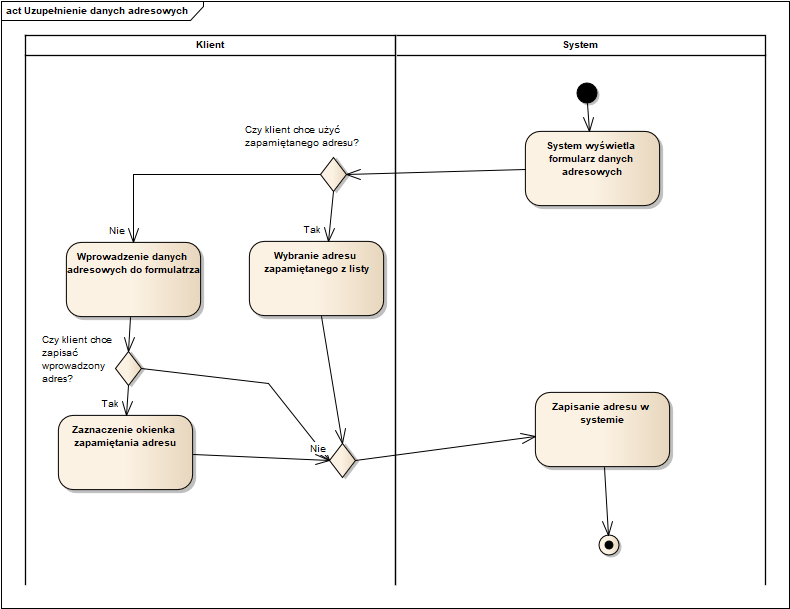 act Uzupełnienie danych adresowych
Klient
System
Czy klient chce użyć
zapamiętanego adresu?
System wyświetla
formularz danych
adresowych
Nie
Tak
Wprowadzenie danych
adresowych do formulatrza
Wybranie adresu
zapamiętanego z listy
Czy klient chce
zapisać
wprowadzony
adres?
Tak
Zaznaczenie okienka
zapamiętania adresu
Nie
Zapisanie adresu w
systemie